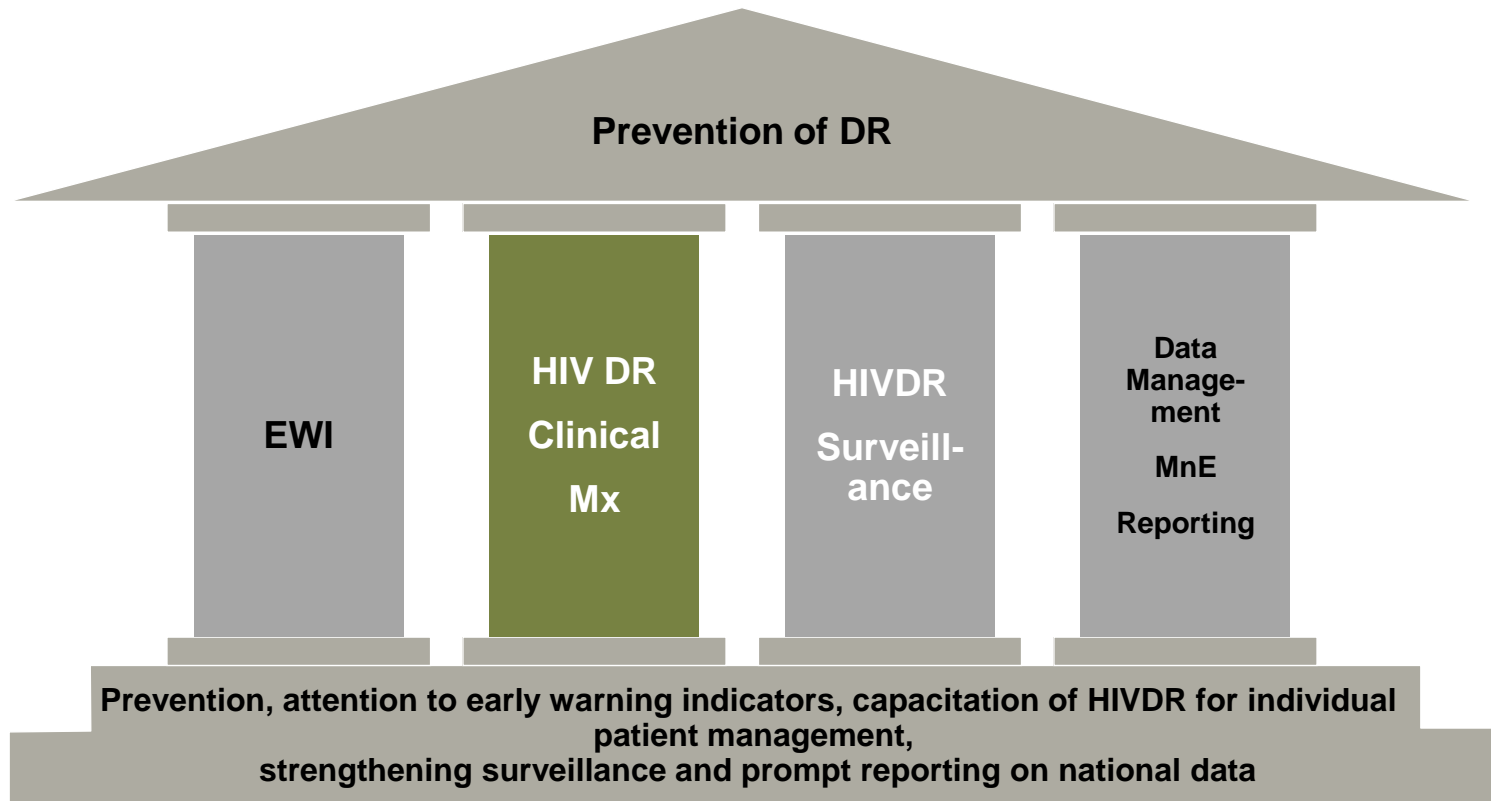 Prevention of DR
EWI
HIV DR
Clinical
Mx
HIVDR
Surveill-
ance
Data
Manage-
ment
MnE
Reporting
Prevention, attention to early warning indicators, capacitation of HIVDR for individual
patient management,
strengthening surveillance and prompt reporting on national data